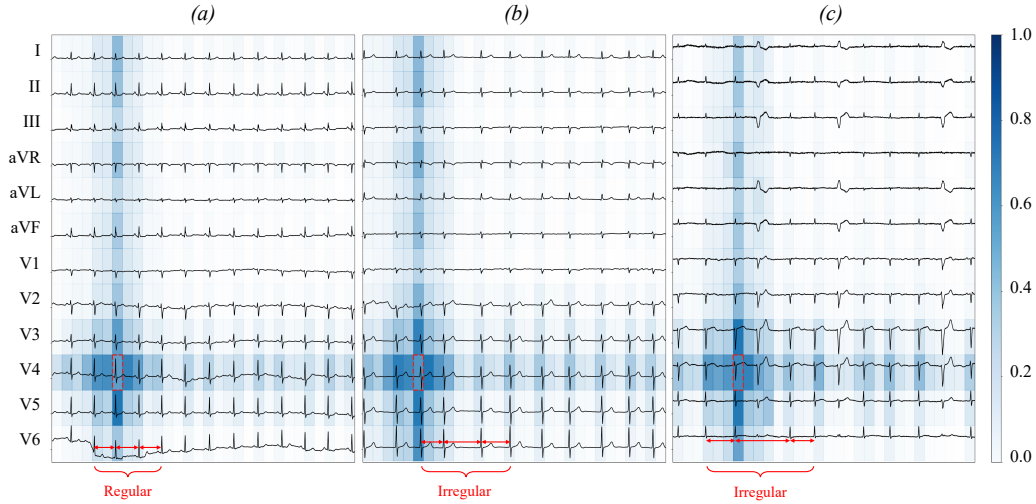 (a) (b) (c)
I
II
III
aVR
aVL
aVF
V1
V2
V3
V4
V5
V6
1.0
0.8
0.6
0.4
0.2
0.0
Regular Irregular Irregular